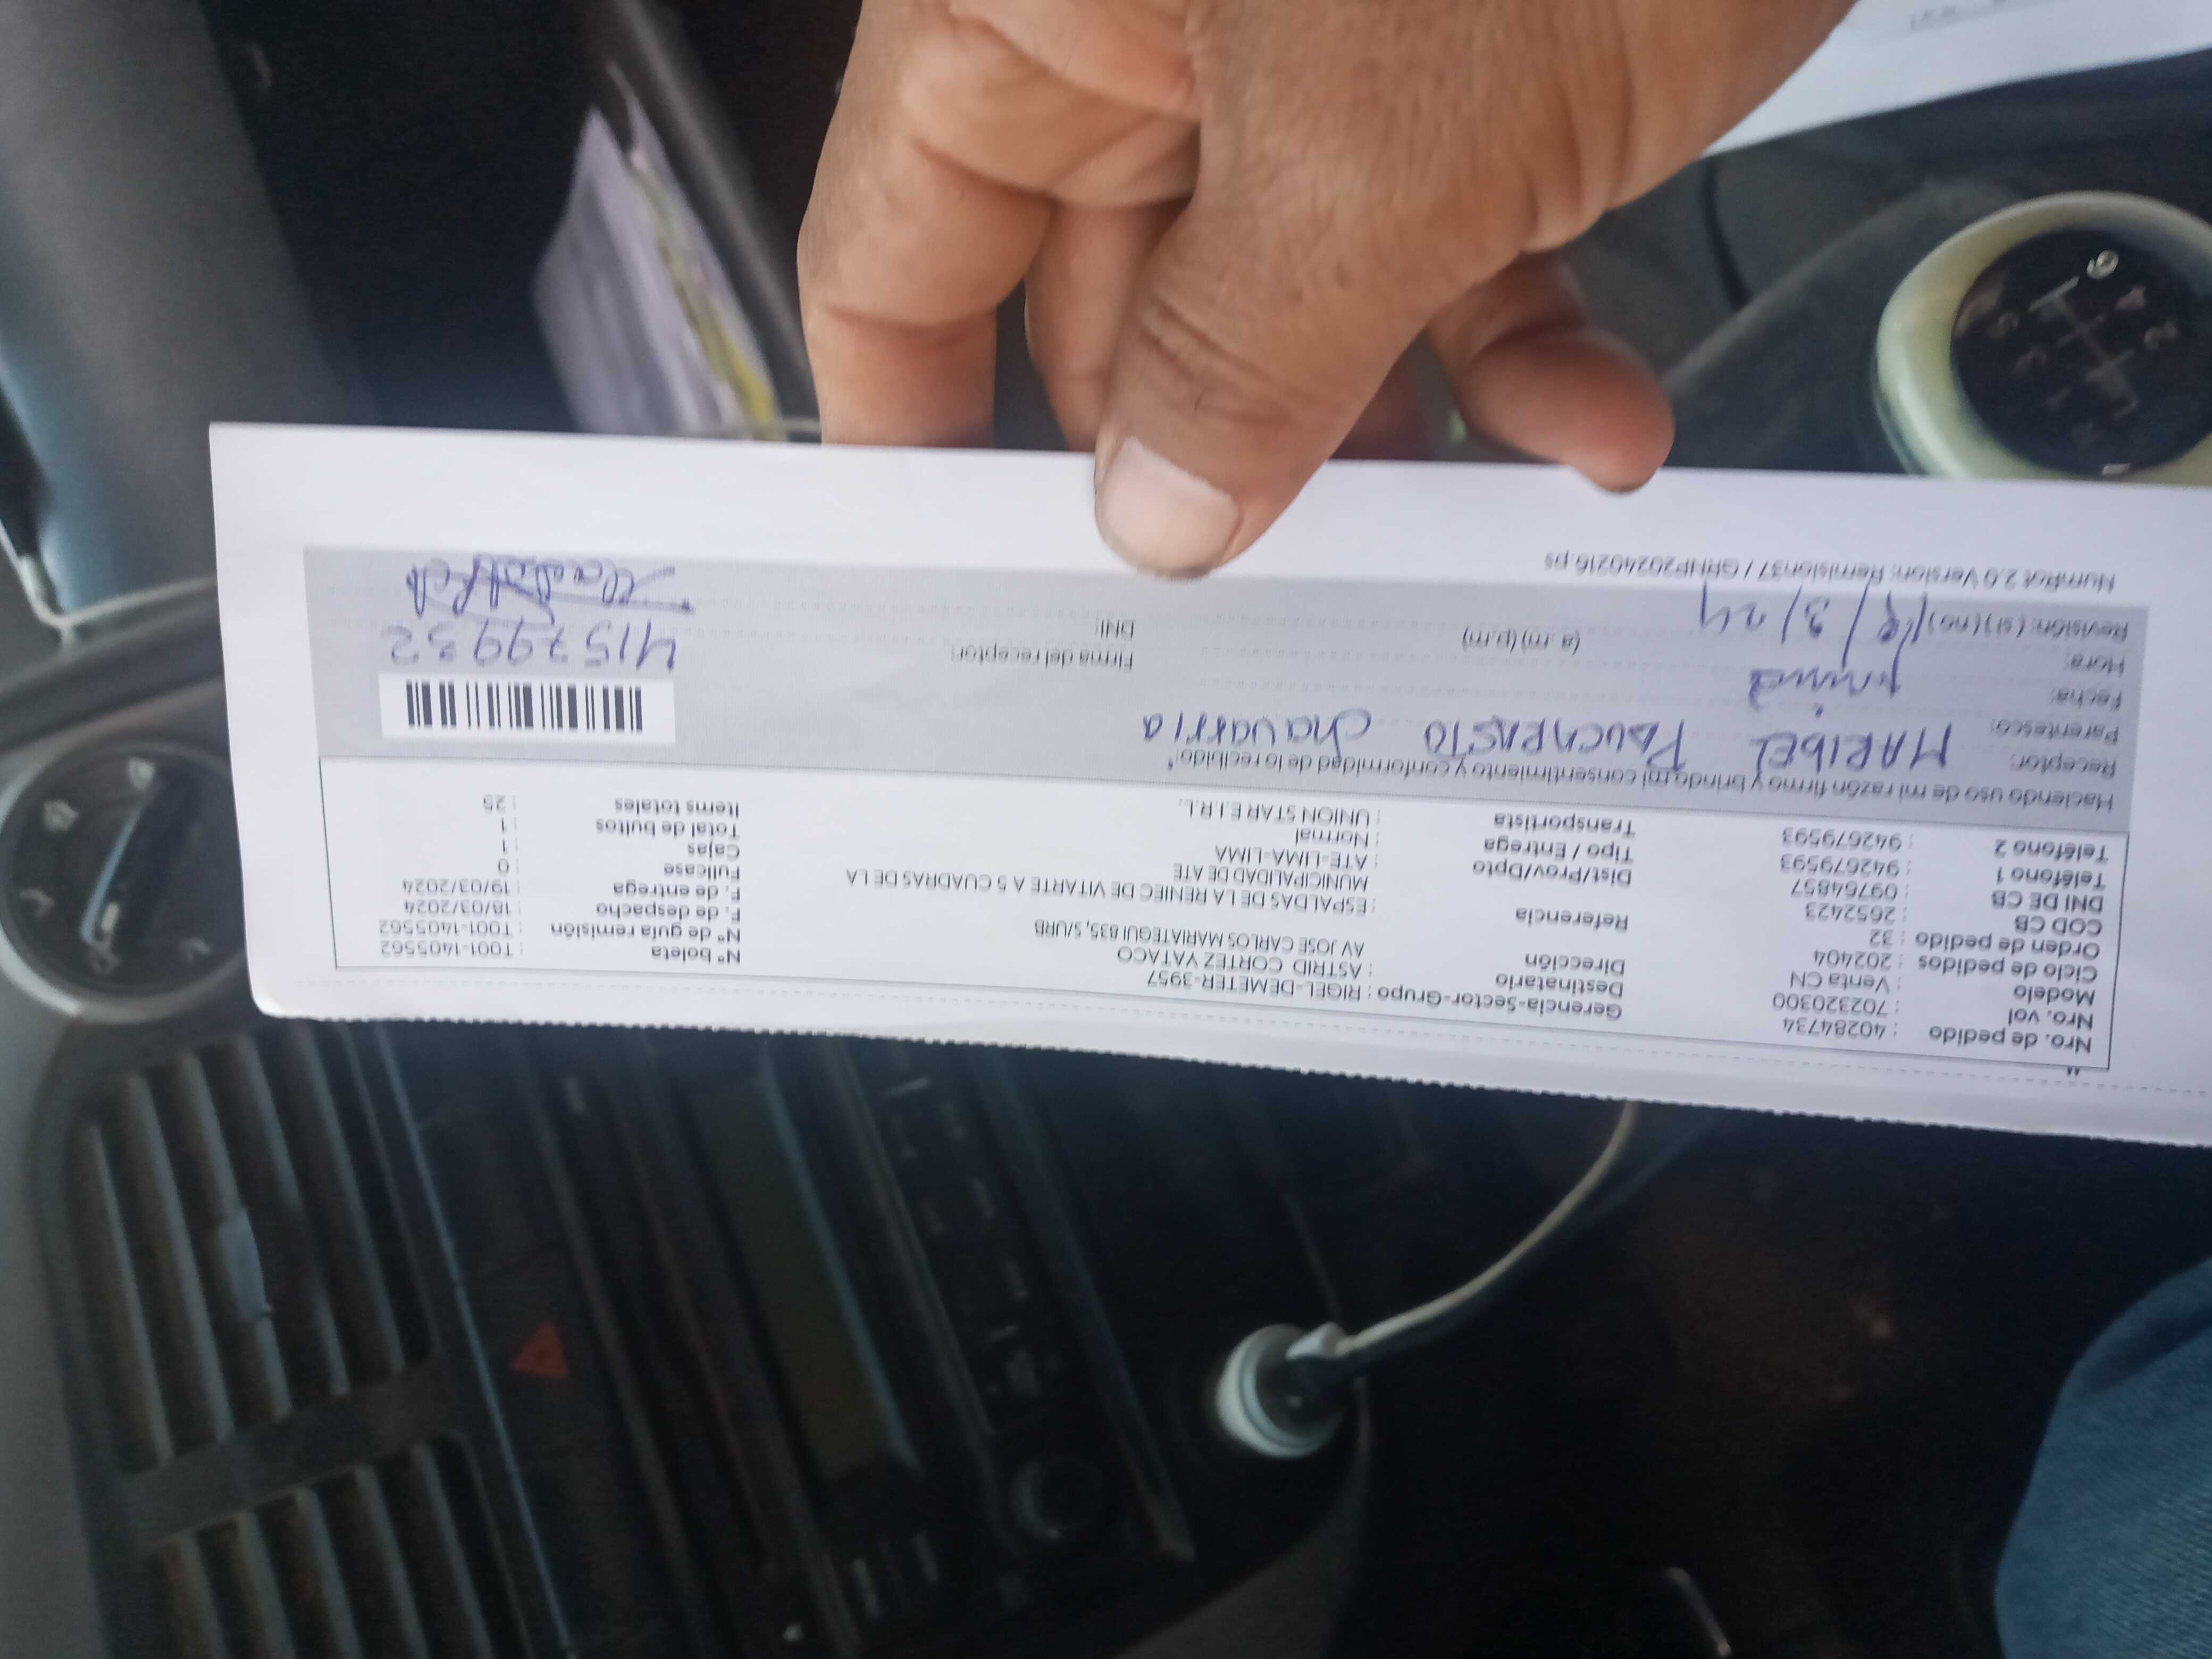 Nro. de pedido : 40284734
Nro. vol : 702320300
Modelo : Venta CN
Ciclo de pedidos : 202404
Orden de pedido : 32
COD CB : 2652423
DNI DE CB : 09764857
Teléfono 1 : 942679593
Teléfono 2 : 942679593
Gerencia-Sector-Grupo : RIGEL-DEMETER-3957
Destinatario : ASTRID CORTEZ YATACO
Dirección AV JOSE CARLOS MARIATEGUI 835, S/URB
Referencia : ESPALDAS DE LA RENIEC DE VITARTE A 5 CUADRAS DE LA
MUNICIPALIDAD DE ATE
Dist/Prov/Dpto : ATE-LIMA-LIMA
Tipo / Entrega : Normal
Transportista : UNION STAR E.I.R.L.
Nº boleta : T001-1405562
Nº de guía remisión : T001-1405562
F. de despacho : 18/03/2024
F. de entrega : 19/03/2024
Fullcase : 0
Cajas : 1
Total de bultos : 1
Items totales : 25
Haciendo uso de mi razón firmo y brindo mi consentimiento y conformidad de lo recibido"
Receptor: MARIBEL PAUCARPASTO Chavarria
Parentesco:
Fecha:
Hora: (a.m) (p.m)
Revisión: (si) (no) 18/3/24
Firma del receptor:
DNI: 41579932
NumBot 2.0 Versión: Remision37 / GRHP20240216.ps